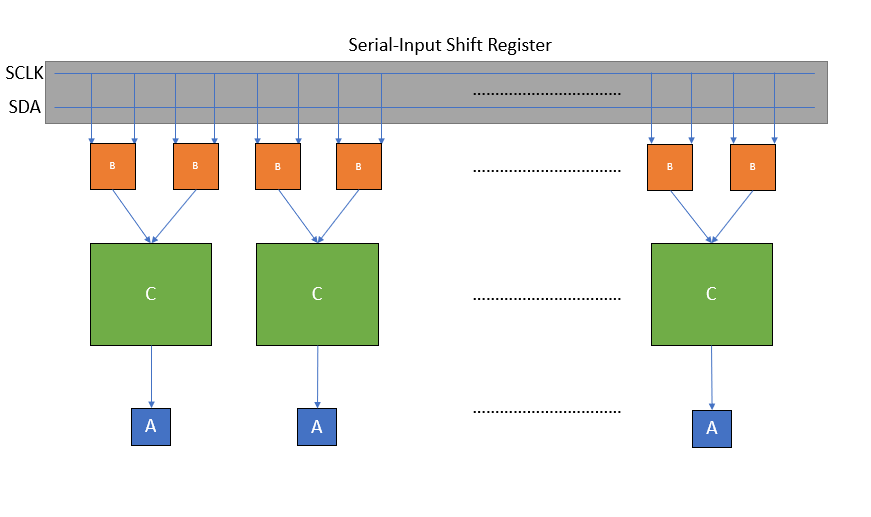 Serial-Input Shift Register
SCLK
SDA
B B B B B B
C C C
A A A